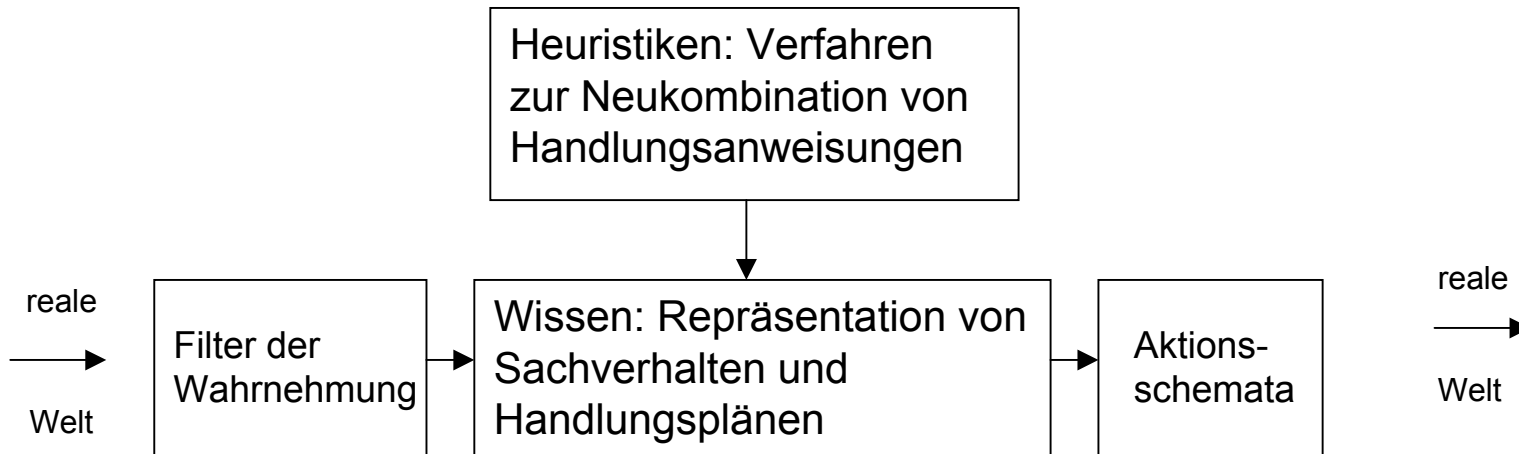 Heuristiken: Verfahren
zur Neukombination von
Handlungsanweisungen
reale
Welt
Filter der
Wahrnehmung
Wissen: Repräsentation von
Sachverhalten und
Handlungsplänen
Aktions-
schemata
reale
Welt